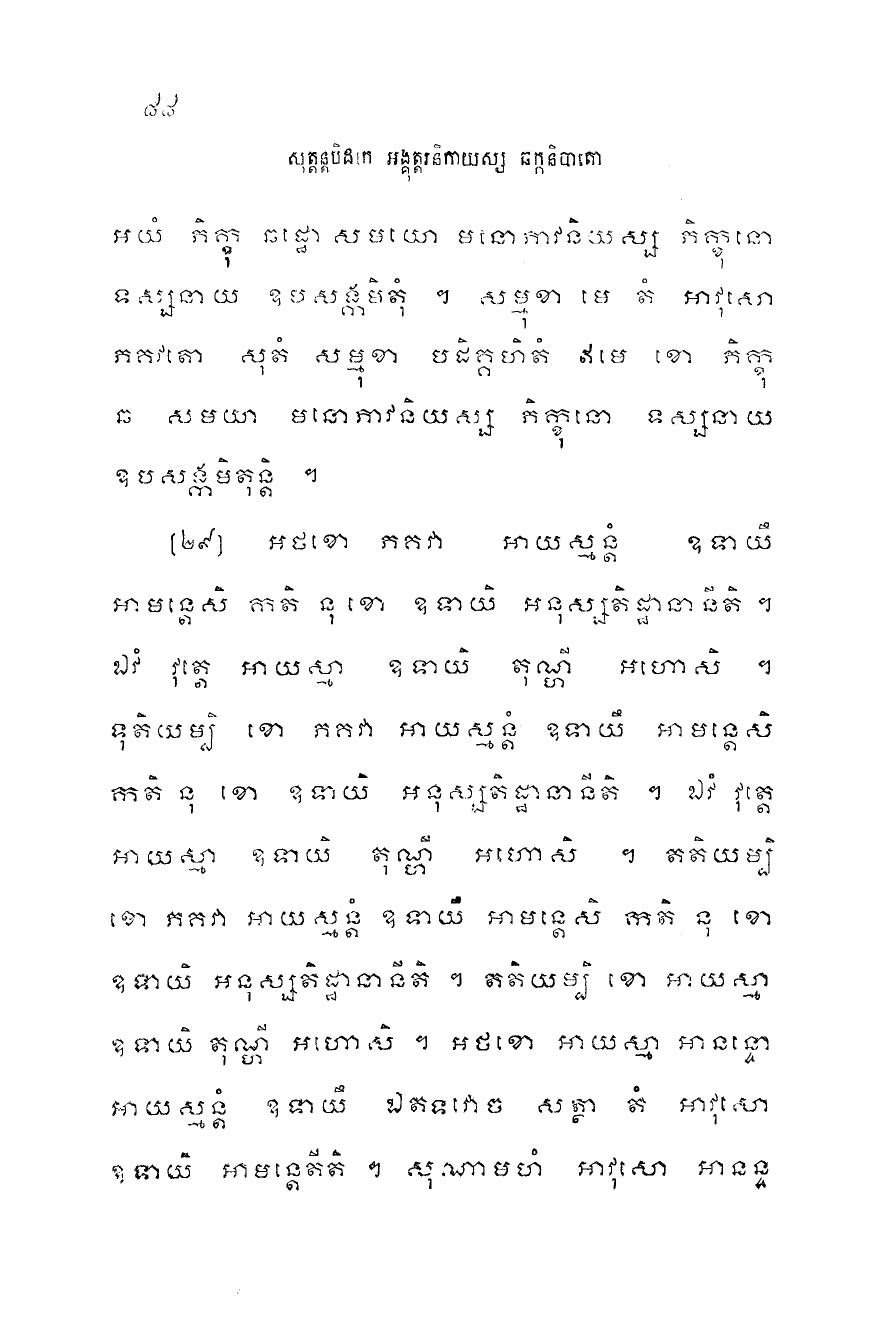 ៨៨
សុត្តន្តបិដកេ អង្គុត្តរនិកាយស្ស ឆក្កនិបាតោ
អយំ ភិក្ខុ ឆដ្ឋោ សមយោ មនោភាវនិយស្ស ភិក្ខុនោ
ទស្សនាយ ឧបសង្កមិតុំ ។ សម្មុខា មេ តំ អាវុសោ
ភគវតោ សុតំ សម្មុខា បដិគ្គហិតំ ឥមេ ខោ ភិក្ខុ
ឆ សមយា មនោភាវនិយស្ស ភិក្ខុនោ ទស្សនាយ
ឧបសង្កមិតុន្តិ ។
[២៩] អថខោ ភគវា អាយស្មន្តំ ឧទាយឹ
អាមន្តេសិ កតិ នុ ខោ ឧទាយិ អនុស្សតិដ្ឋានានីតិ ។
ឯវំ វុត្តេ អាយស្មា ឧទាយិ តុណ្ហី អហោសិ ។
ទុតិយម្បិ ខោ ភគវា អាយស្មន្តំ ឧទាយឹ អាមន្តេសិ
កតិ នុ ខោ ឧទាយិ អនុស្សតិដ្ឋានានីតិ ។ ឯវំ វុត្តេ
អាយស្មា ឧទាយិ តុណ្ហី អហោសិ ។ តតិយម្បិ
ខោ ភគវា អាយស្មន្តំ ឧទាយឹ អាមន្តេសិ កតិ នុ ខោ
ឧទាយិ អនុស្សតិដ្ឋានានីតិ ។ តតិយម្បិ ខោ អាយស្មា
ឧទាយិ តុណ្ហី អហោសិ ។ អថខោ អាយស្មា អានន្ទោ
អាយស្មន្តំ ឧទាយឹ ឯតទវោច សត្ថា តំ អាវុសោ
ឧទាយិ អាមន្តេតីតិ ។ សុណាមហំ អាវុសោ អានន្ទ